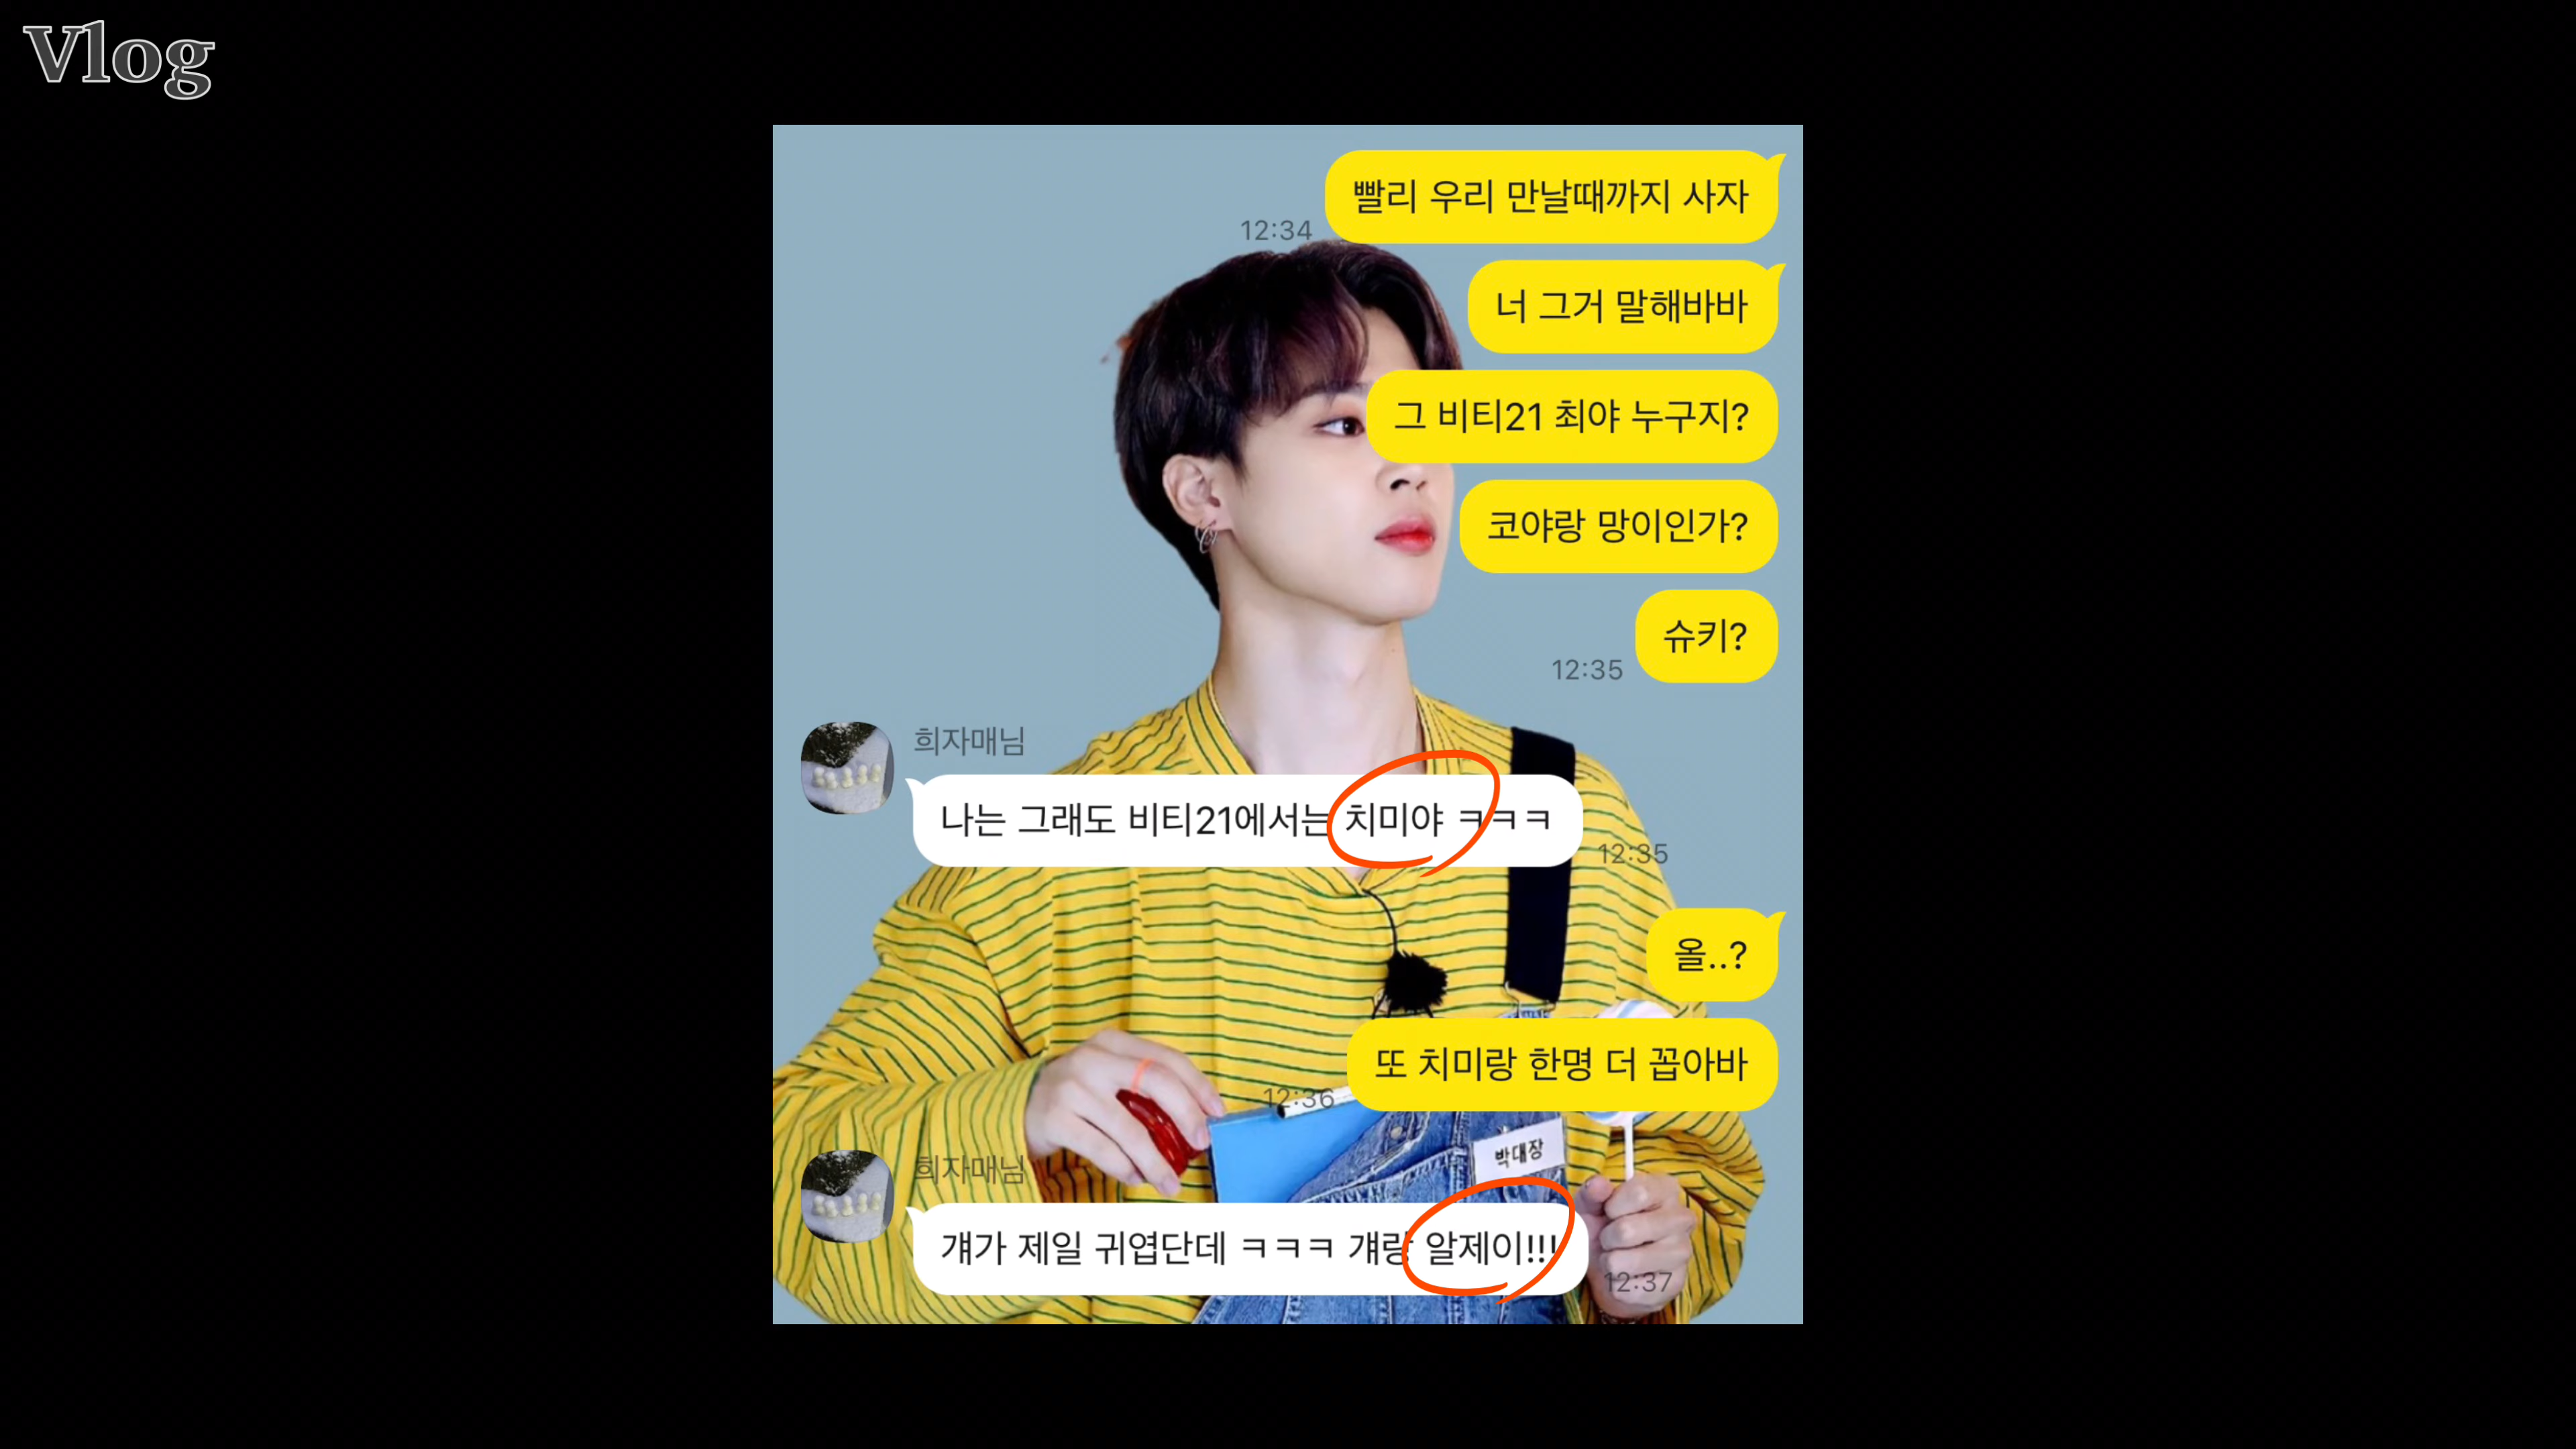 Vlog
빨리 우리 만날때까지 사자
12:34
너 그거 말해바바
그 비티21 최야 누구지?
코야랑 망이인가?
슈키?
12:35
희자매님
나는 그래도 비티21에서는 치미야 ㅋㅋㅋ
12:35
올..?
또 치미랑 한명 더 꼽아바
12:36
박대장
희자매님
걔가 제일 귀엽단데 ㅋㅋㅋ 걔랑 알제이!!!
12:37